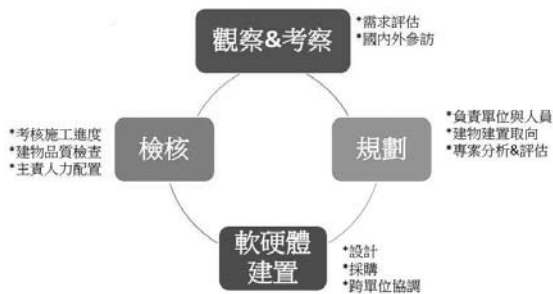 觀察&考察
*需求評估
*國內外參訪
規劃
*負責單位與人員
*建物建置取向
*專案分析&評估
軟硬體
建置
*設計
*採購
*跨單位協調
檢核
*考核施工進度
*建物品質檢查
*主責人力配置